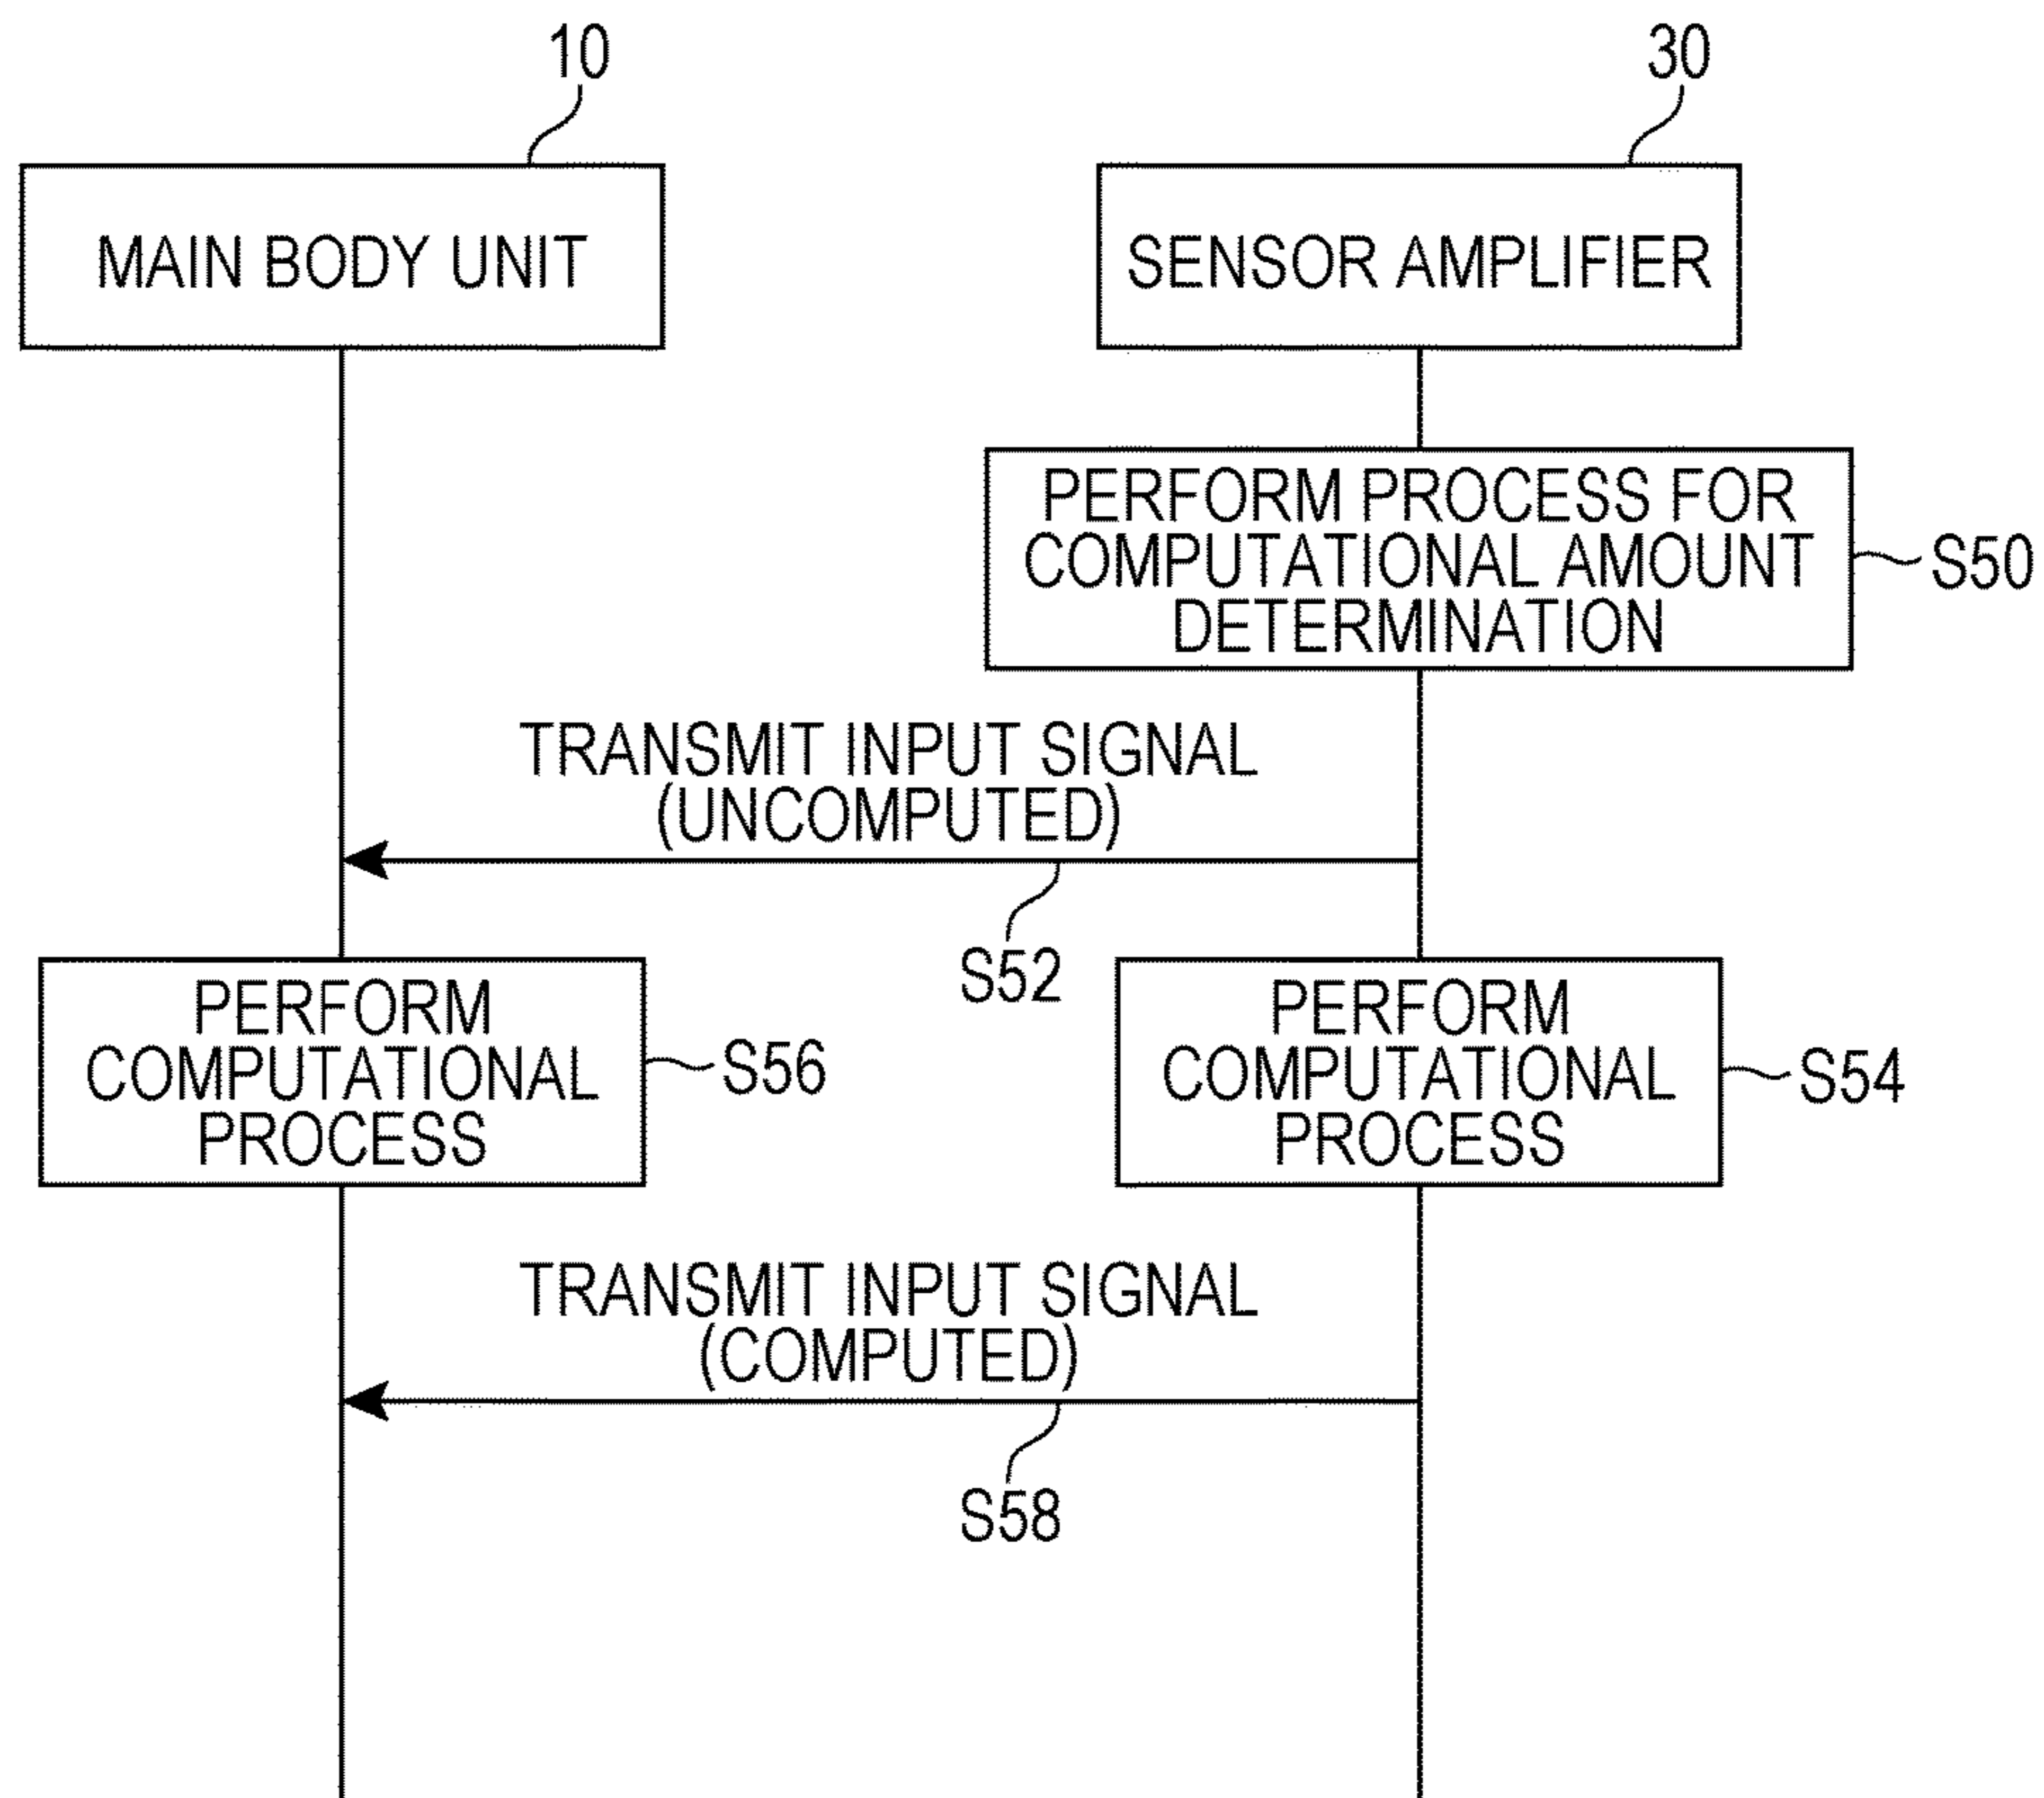 10
30
MAIN BODY UNIT
SENSOR AMPLIFIER
PERFORM PROCESS FOR
COMPUTATIONAL AMOUNT
DETERMINATION
S50
TRANSMIT INPUT SIGNAL
(UNCOMPUTED)
S52
PERFORM
COMPUTATIONAL
PROCESS
S56
PERFORM
COMPUTATIONAL
PROCESS
S54
TRANSMIT INPUT SIGNAL
(COMPUTED)
S58